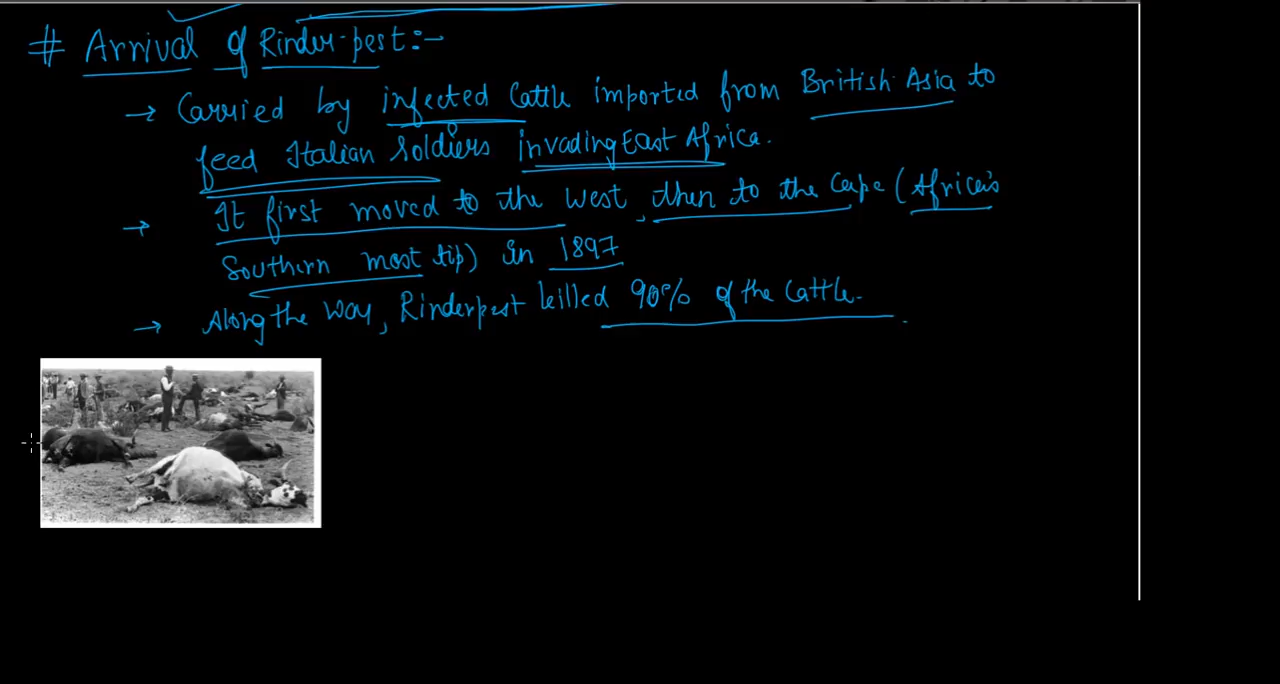 # Arrival of Rinder-pest:-
→ Carried by infected Cattle imported from British Asia to
feed Italian Soldiers invading East Africa.
→ It first moved to the west, then to the Cape (Africa's
Southern most tip) in 1897
→ Along the way, Rinderpest killed 90% of the Cattle.